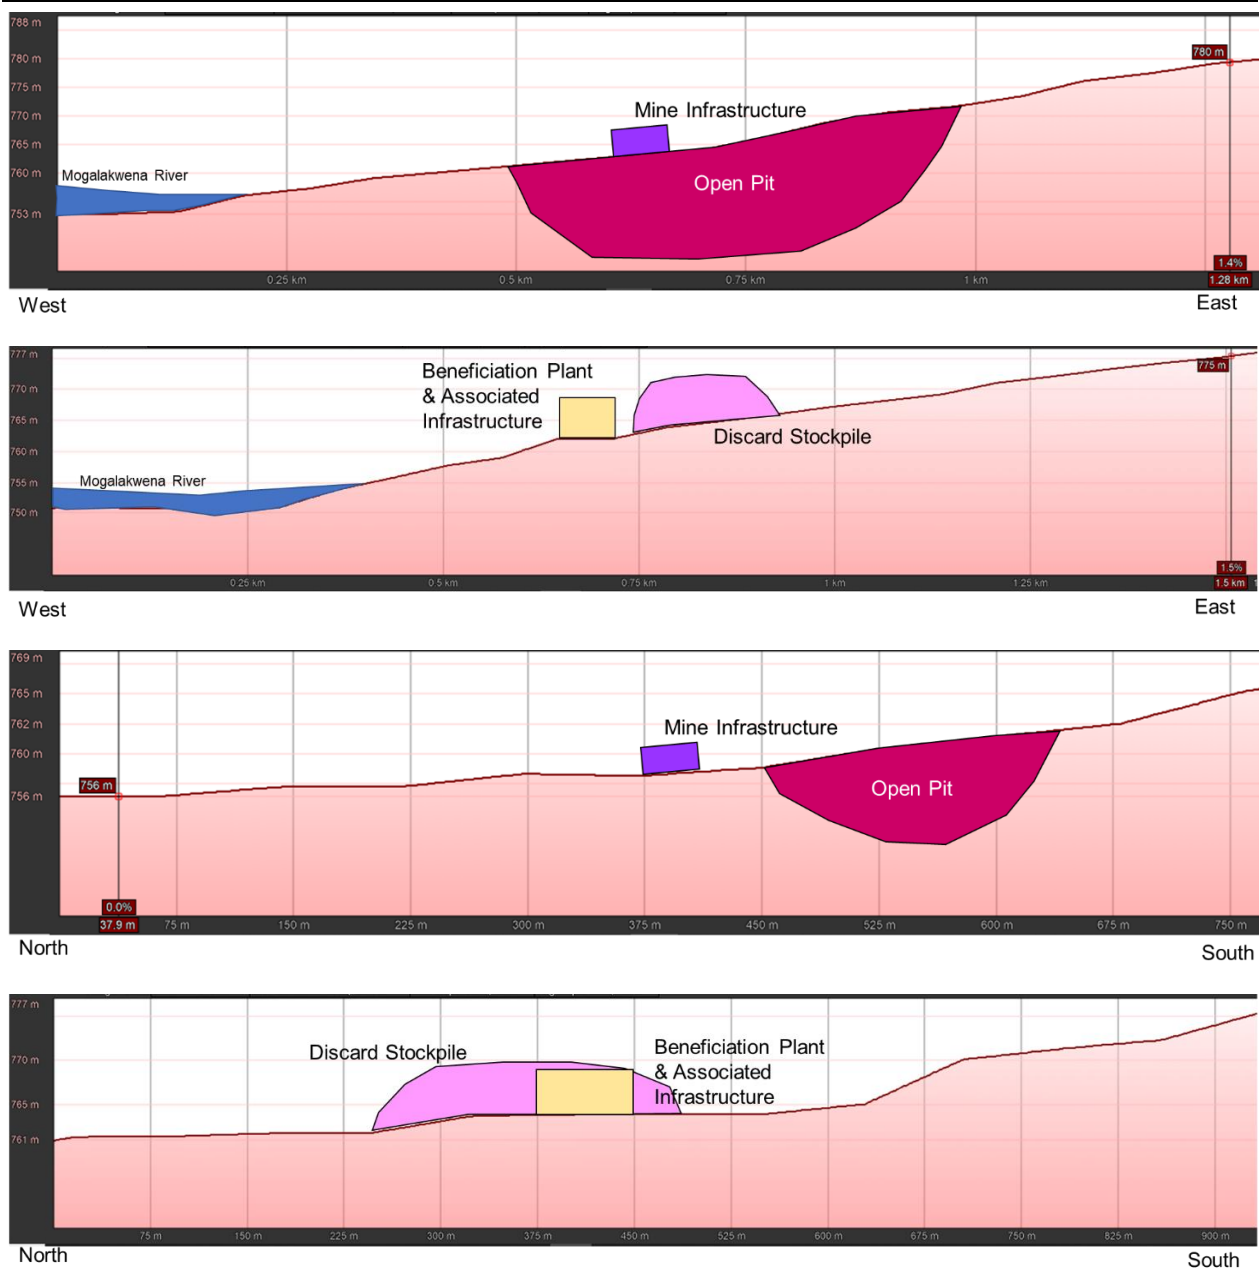 788 m
780 m
775 m
770 m
765 m
760 m
753 m
780 m
Mine Infrastructure
Mogalakwena River
Open Pit
0.25 km
0.5 km
0.75 km
1 km
1.4%
1.28 km
West
East
777 m
770 m
765 m
760 m
755 m
750 m
775 m
Beneficiation Plant
& Associated
Infrastructure
Discard Stockpile
Mogalakwena River
0.25 km
0.5 km
0.75 km
1 km
1.25 km
1.5%
1.5 km
West
East
769 m
765 m
762 m
760 m
756 m
756 m
Mine Infrastructure
Open Pit
0.0%
37.9 m
75 m
150 m
225 m
300 m
375 m
450 m
525 m
600 m
675 m
750 m
North
South
777 m
770 m
765 m
761 m
Discard Stockpile
Beneficiation Plant
& Associated
Infrastructure
75 m
150 m
225 m
300 m
375 m
450 m
525 m
600 m
675 m
750 m
825 m
900 m
North
South